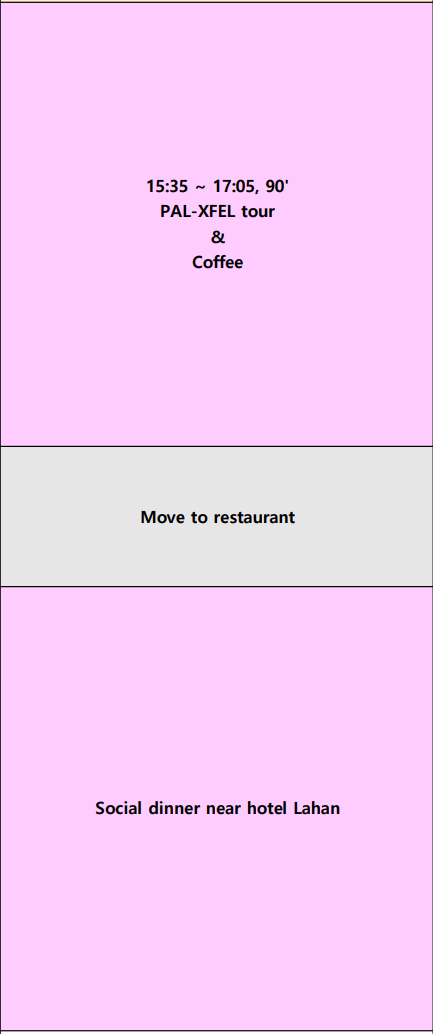 15:35 ~ 17:05, 90'
PAL-XFEL tour
&
Coffee
Move to restaurant
Social dinner near hotel Lahan